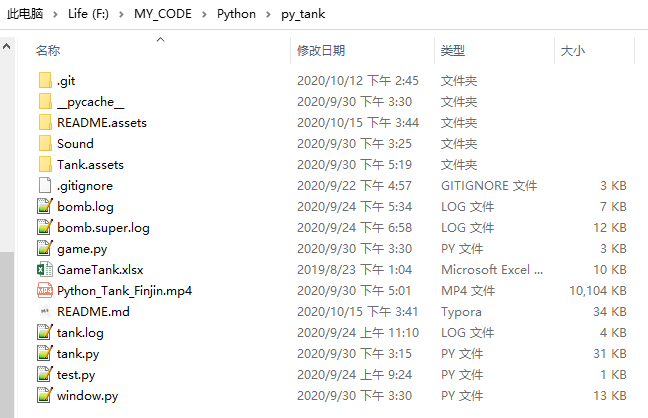 此电脑 > Life (F:) > MY_CODE > Python > py_tank
名称 修改日期 类型 大小
.git 2020/10/12 下午 2:45 文件夹
__pycache__ 2020/9/30 下午 3:30 文件夹
README.assets 2020/10/15 下午 3:44 文件夹
Sound 2020/9/30 下午 3:25 文件夹
Tank.assets 2020/9/30 下午 5:19 文件夹
.gitignore 2020/9/22 下午 4:57 GITIGNORE 文件 3 KB
bomb.log 2020/9/24 下午 5:34 LOG 文件 7 KB
bomb.super.log 2020/9/24 下午 6:58 LOG 文件 12 KB
game.py 2020/9/30 下午 3:30 PY 文件 3 KB
GameTank.xlsx 2019/8/23 下午 1:04 Microsoft Excel ... 10 KB
MP4 Python_Tank_Finjin.mp4 2020/9/30 下午 5:01 MP4 文件 10,104 KB
README.md 2020/10/15 下午 3:41 Typora 34 KB
tank.log 2020/9/24 上午 11:10 LOG 文件 4 KB
tank.py 2020/9/30 下午 3:15 PY 文件 31 KB
test.py 2020/9/24 上午 9:24 PY 文件 1 KB
window.py 2020/9/30 下午 3:30 PY 文件 13 KB